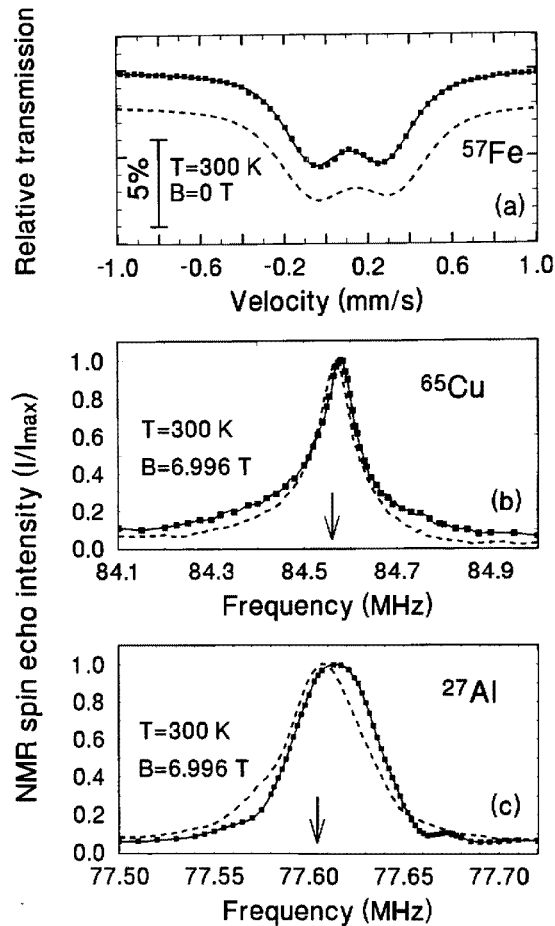 Relative transmission
5%
T=300 K
B=0 T
⁵⁷Fe
(a)
-1.0 -0.6 -0.2 0.2 0.6 1.0
Velocity (mm/s)
NMR spin echo intensity (I/Imax)
1.0
0.8
0.6
0.4
0.2
0.0
⁶⁵Cu
T=300 K
B=6.996 T
(b)
84.1 84.3 84.5 84.7 84.9
Frequency (MHz)
1.0
0.8
0.6
0.4
0.2
0.0
²⁷Al
T=300 K
B=6.996 T
(c)
77.50 77.55 77.60 77.65 77.70
Frequency (MHz)